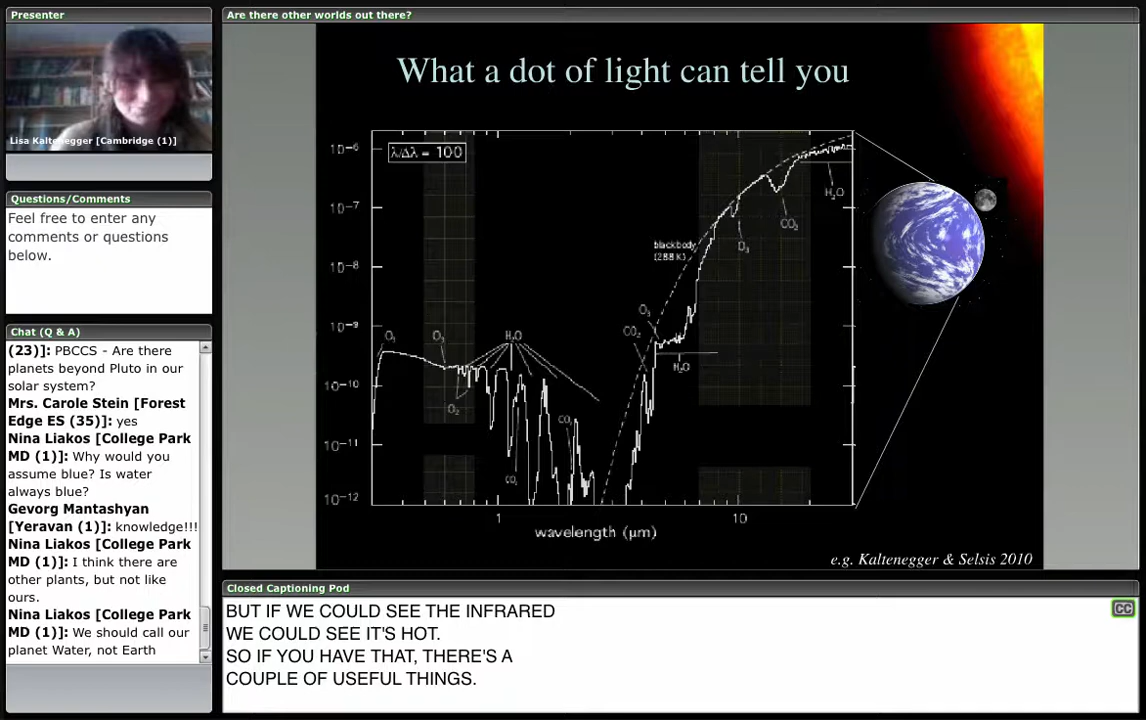 Presenter
Lisa Kaltenegger [Cambridge (1)]
Questions/Comments
Feel free to enter any
comments or questions
below.
Chat (Q & A)
(23)]: PBCCS - Are there
planets beyond Pluto in our
solar system?
Mrs. Carole Stein [Forest
Edge ES (35)]: yes
Nina Liakos [College Park
MD (1)]: Why would you
assume blue? Is water
always blue?
Gevorg Mantashyan
[Yeravan (1)]: knowledge!!!
Nina Liakos [College Park
MD (1)]: I think there are
other plants, but not like
ours.
Nina Liakos [College Park
MD (1)]: We should call our
planet Water, not Earth
Are there other worlds out there?
What a dot of light can tell you
λ/Δλ = 100
10⁻⁶
10⁻⁷
10⁻⁸
10⁻⁹
10⁻¹⁰
10⁻¹¹
10⁻¹²
O₃
O₃
O₂
H₂O
CO₂
CO₂
blackbody
(288 K)
O₃
CO₂
H₂O
O₃
CO₂
H₂O
1
10
wavelength (μm)
e.g. Kaltenegger & Selsis 2010
Closed Captioning Pod
CC
BUT IF WE COULD SEE THE INFRARED
WE COULD SEE IT'S HOT.
SO IF YOU HAVE THAT, THERE'S A
COUPLE OF USEFUL THINGS.